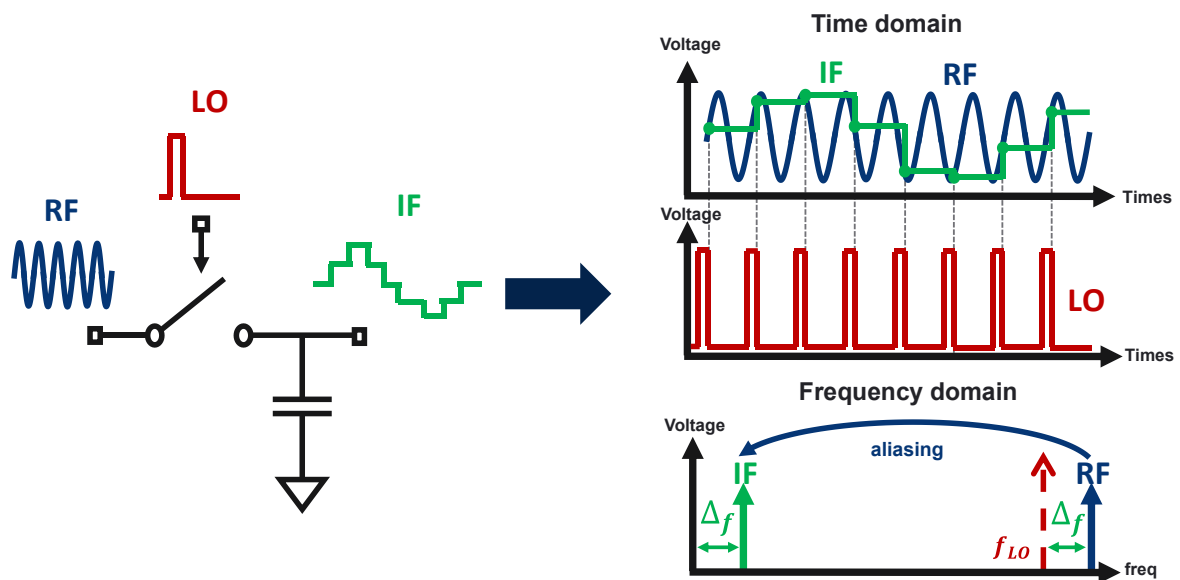 LO
RF
IF
Time domain
Voltage
IF
RF
Times
Voltage
LO
Times
Frequency domain
Voltage
aliasing
IF
RF
Δf
fLO
Δf
freq